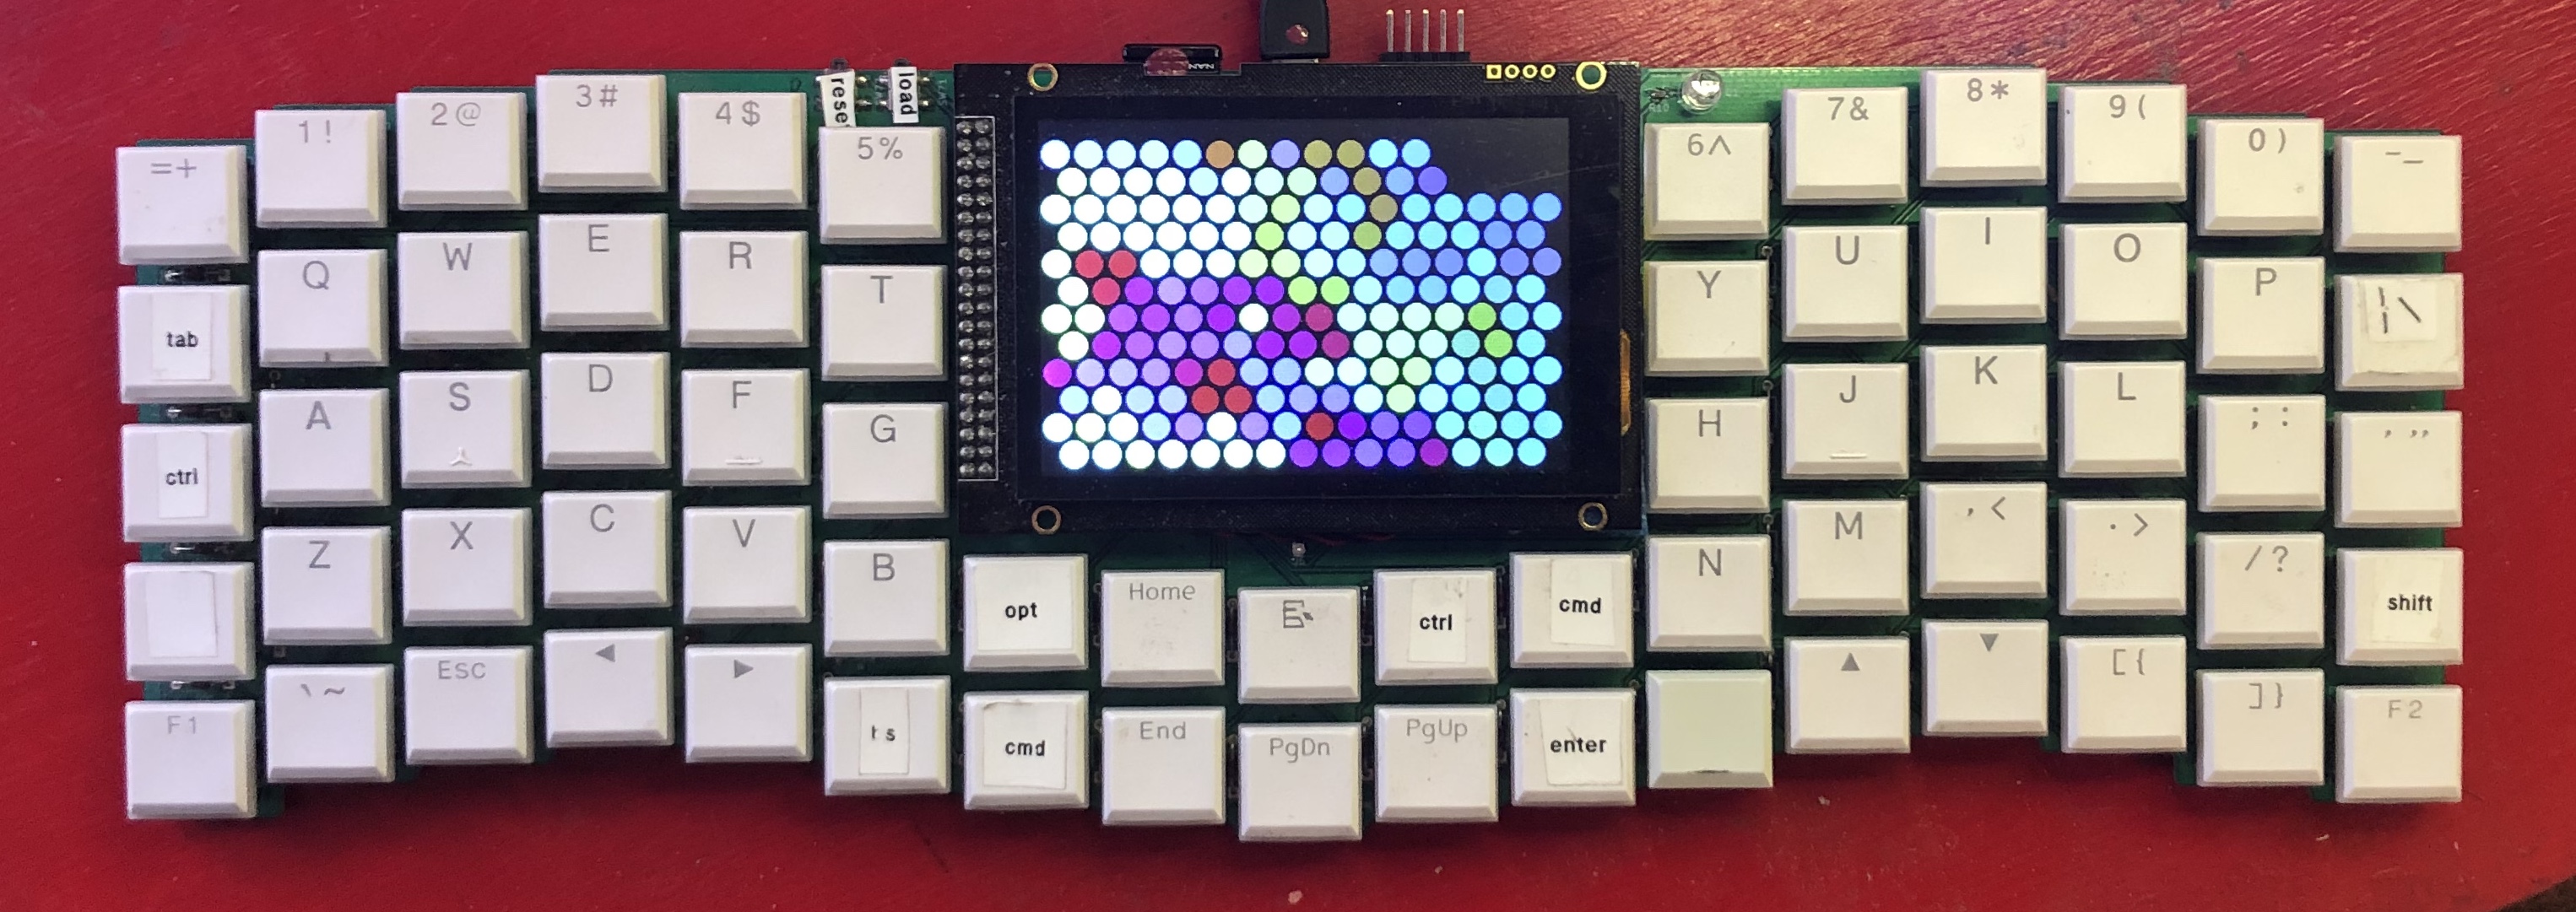 =+ 1! 2@ 3# 4$ 5% rese load NAN 6^ 7& 8* 9( 0) -_
tab Q W E R T Y U I O P ¦\
ctrl A S D F G H J K L ;: ' ,,
Z X C V B opt Home ctrl cmd N M ,< .> /? shift
F1 `~ Esc ◄ ► cmd End PgDn PgUp enter ▲ ▼ [{ ]} F2